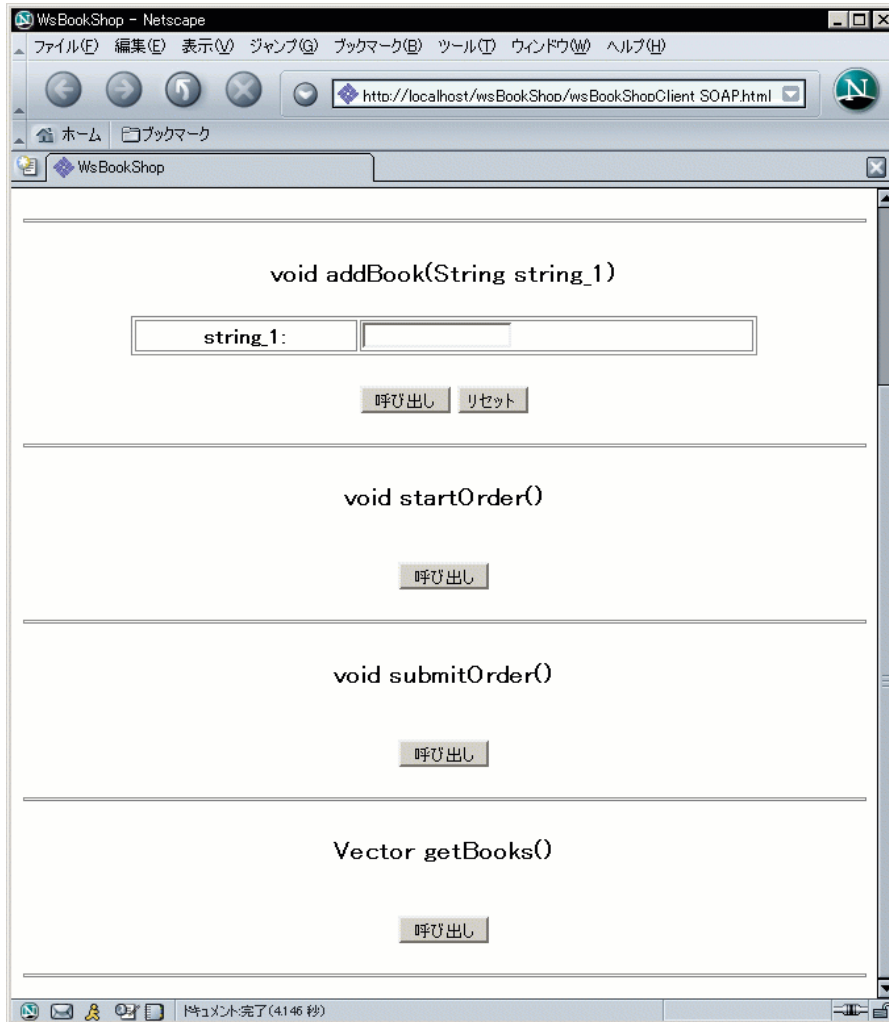 WsBookShop - Netscape
ファイル(F) 編集(E) 表示(V) ジャンプ(G) ブックマーク(B) ツール(T) ウィンドウ(W) ヘルプ(H)
http://localhost/wsBookShop/wsBookShopClient SOAP.html
N
ホーム ブックマーク
WsBookShop
void addBook(String string_1)
string_1:
呼び出し リセット
void startOrder()
呼び出し
void submitOrder()
呼び出し
Vector getBooks()
呼び出し
ドキュメント:完了(4.146 秒)